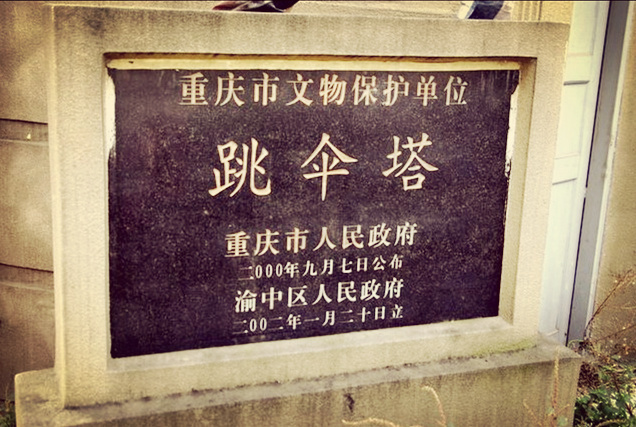 重庆市文物保护单位
跳伞塔
重庆市人民政府
二000年九月七日公布
渝中区人民政府
二00二年一月二十日立